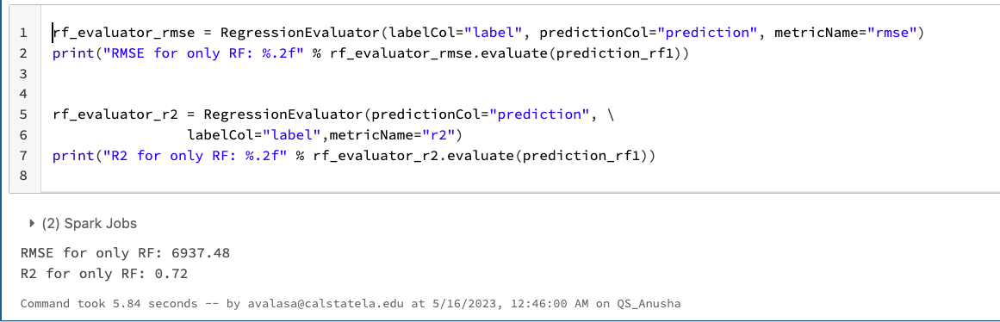 1 rf_evaluator_rmse = RegressionEvaluator(labelCol="label", predictionCol="prediction", metricName="rmse")
2 print("RMSE for only RF: %.2f" % rf_evaluator_rmse.evaluate(prediction_rf1))
3
4
5 rf_evaluator_r2 = RegressionEvaluator(predictionCol="prediction", \
6 labelCol="label",metricName="r2")
7 print("R2 for only RF: %.2f" % rf_evaluator_r2.evaluate(prediction_rf1))
8
(2) Spark Jobs
RMSE for only RF: 6937.48
R2 for only RF: 0.72
Command took 5.84 seconds -- by avalasa@calstatela.edu at 5/16/2023, 12:46:00 AM on QS_Anusha